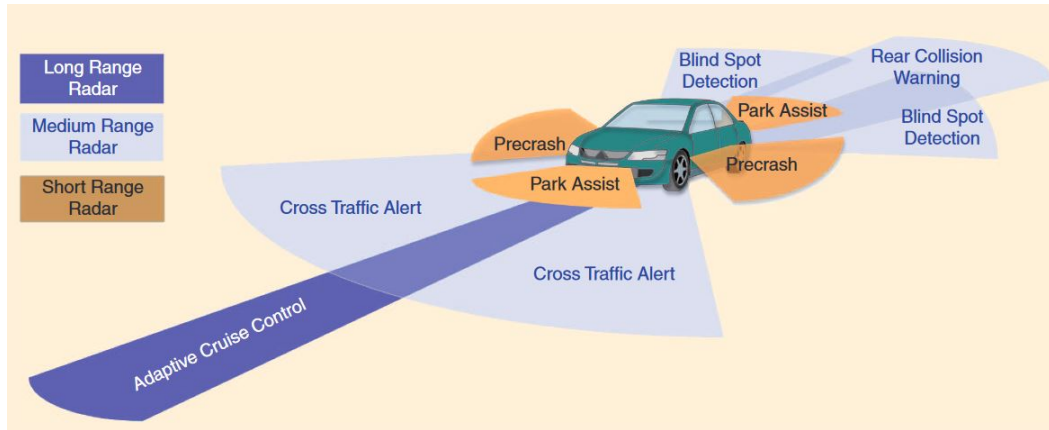 Long Range
Radar
Medium Range
Radar
Short Range
Radar
Blind Spot
Detection
Rear Collision
Warning
Blind Spot
Detection
Park Assist
Precrash
Precrash
Park Assist
Cross Traffic Alert
Cross Traffic Alert
Adaptive Cruise Control